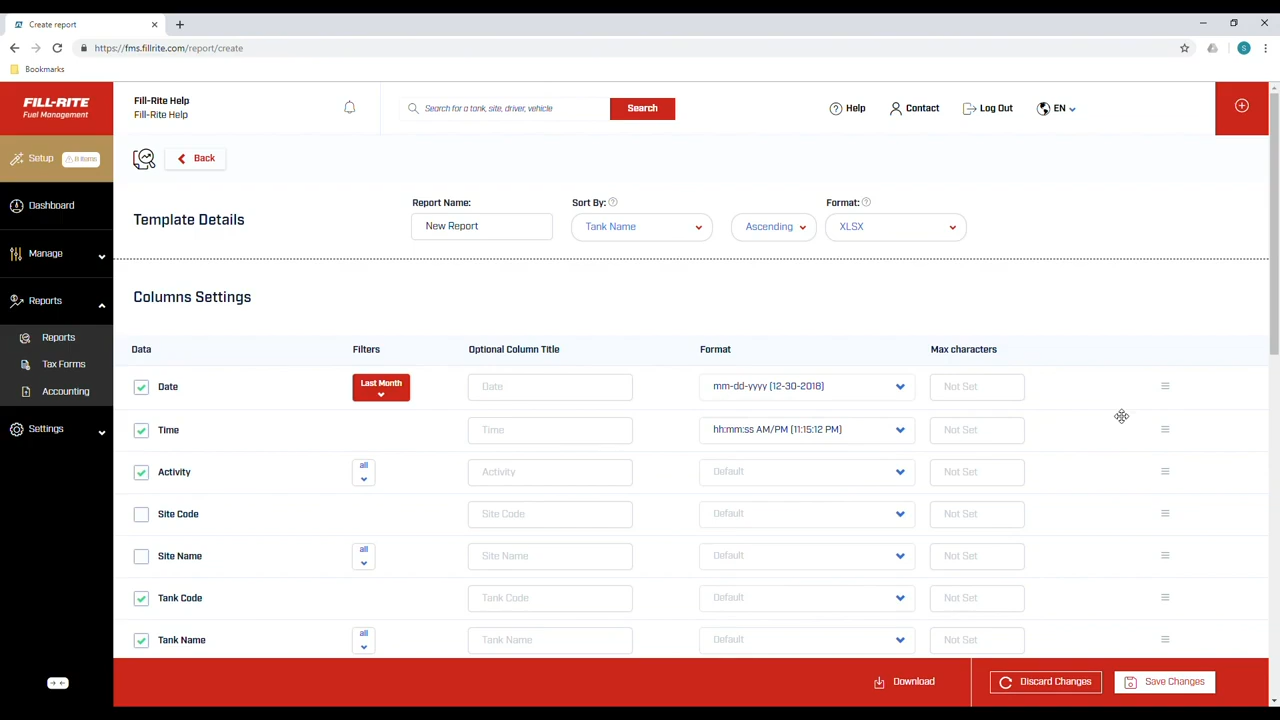 Create report
https://fms.fillrite.com/report/create
S
Bookmarks
FILL-RITE
Fuel Management
Fill-Rite Help
Fill-Rite Help
Search for a tank, site, driver, vehicle
Search
Help
Contact
Log Out
EN
Setup
8 items
Back
Dashboard
Manage
Reports
Reports
Tax Forms
Accounting
Settings
Template Details
Report Name:
New Report
Sort By:
Tank Name
Ascending
Format:
XLSX
Columns Settings
Data Filters Optional Column Title Format Max characters
Date Last Month Date mm-dd-yyyy (12-30-2018) Not Set
Time Time hh:mm:ss AM/PM (11:15:12 PM) Not Set
Activity all Activity Default Not Set
Site Code Site Code Default Not Set
Site Name all Site Name Default Not Set
Tank Code Tank Code Default Not Set
Tank Name all Tank Name Default Not Set
Download Discard Changes Save Changes